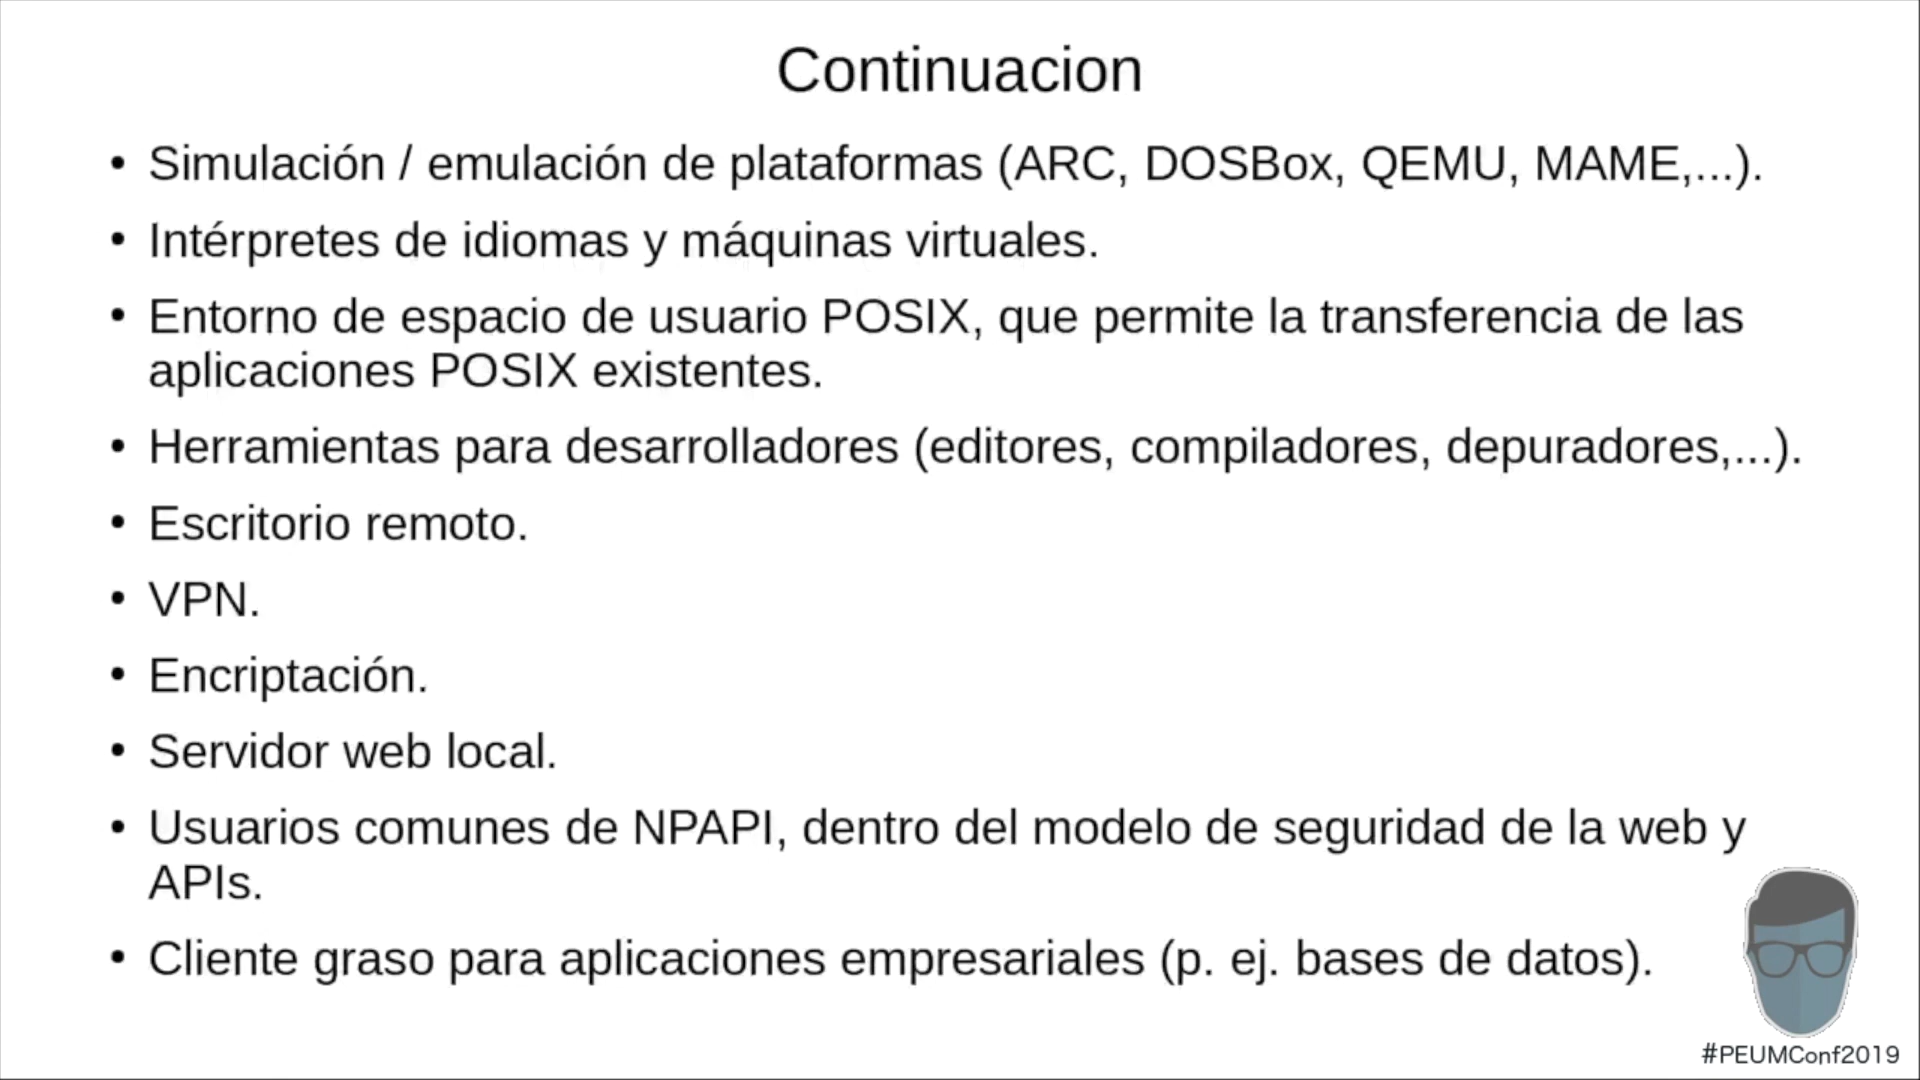 Continuacion
• Simulación / emulación de plataformas (ARC, DOSBox, QEMU, MAME,...).
• Intérpretes de idiomas y máquinas virtuales.
• Entorno de espacio de usuario POSIX, que permite la transferencia de las
aplicaciones POSIX existentes.
• Herramientas para desarrolladores (editores, compiladores, depuradores,...).
• Escritorio remoto.
• VPN.
• Encriptación.
• Servidor web local.
• Usuarios comunes de NPAPI, dentro del modelo de seguridad de la web y
APIs.
• Cliente graso para aplicaciones empresariales (p. ej. bases de datos).
#PEUMConf2019